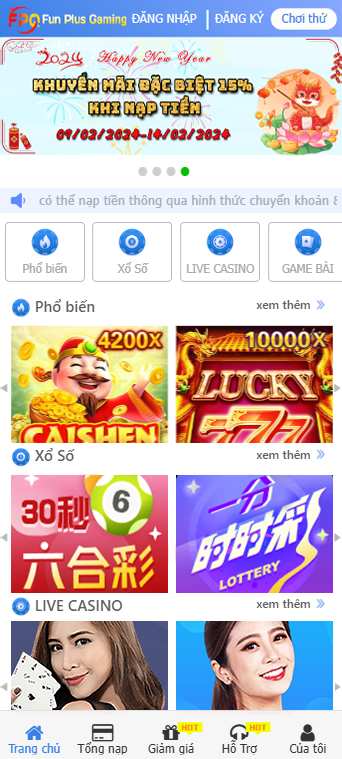 FPG Fun Plus Gaming ĐĂNG NHẬP ĐĂNG KÝ Chơi thử
2024 Happy New Year
KHUYẾN MÃI ĐẶC BIỆT 15%
KHI NẠP TIỀN
09/02/2024-14/02/2024
có thể nạp tiền thông qua hình thức chuyển khoản &
Phổ biến Xổ Số LIVE CASINO GAME BÀI
Phổ biến xem thêm
4200X 10000X
CAISHEN LUCKY
777
Xổ Số xem thêm
30秒 6 一分
六合彩 时时彩
LOTTERY
LIVE CASINO xem thêm
HOT HOT
Trang chủ Tổng nạp Giảm giá Hỗ Trợ Của tôi